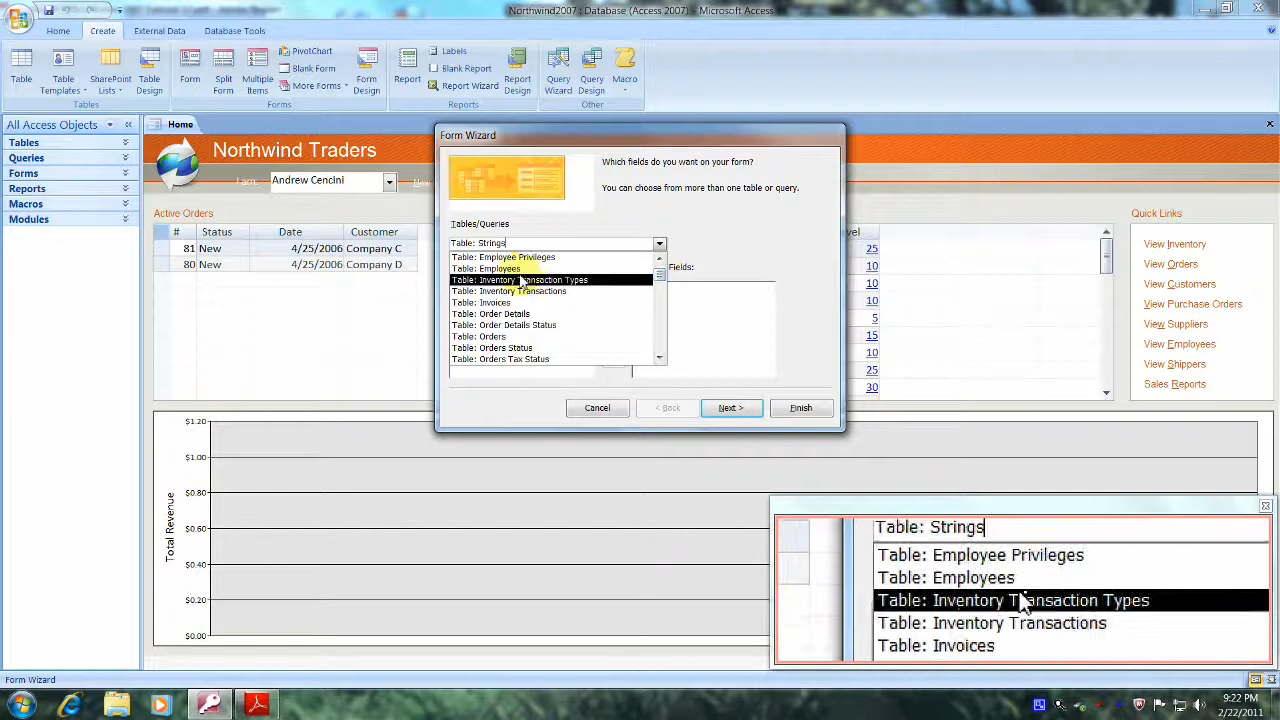 Northwind2007 : Database (Access 2007) - Microsoft Access
Home Create External Data Database Tools
Table
Table Templates
SharePoint Lists
Table Design
Form
Split Form
Multiple Items
PivotChart
Blank Form
More Forms
Form Design
Report
Labels
Blank Report
Report Wizard
Report Design
Query Wizard
Query Design
Macro
Tables Forms Reports Other
All Access Objects
Tables
Queries
Forms
Reports
Macros
Modules
Home
Northwind Traders
I am: Andrew Cencini
Active Orders
# Status Date Customer
81 New 4/25/2006 Company C
80 New 4/25/2006 Company D
Form Wizard
Which fields do you want on your form?
You can choose from more than one table or query.
Tables/Queries
Table: Strings
Table: Employee Privileges
Table: Employees
Table: Inventory Transaction Types
Table: Inventory Transactions
Table: Invoices
Table: Order Details
Table: Order Details Status
Table: Orders
Table: Orders Status
Table: Orders Tax Status
Fields:
Cancel < Back Next > Finish
25
10
10
5
15
10
25
30
Quick Links
View Inventory
View Orders
View Customers
View Purchase Orders
View Suppliers
View Employees
View Shippers
Sales Reports
Total Revenue
$1.20
$1.00
$0.80
$0.60
$0.40
$0.20
$0.00
Table: Strings
Table: Employee Privileges
Table: Employees
Table: Inventory Transaction Types
Table: Inventory Transactions
Table: Invoices
Form Wizard
9:22 PM
2/22/2011